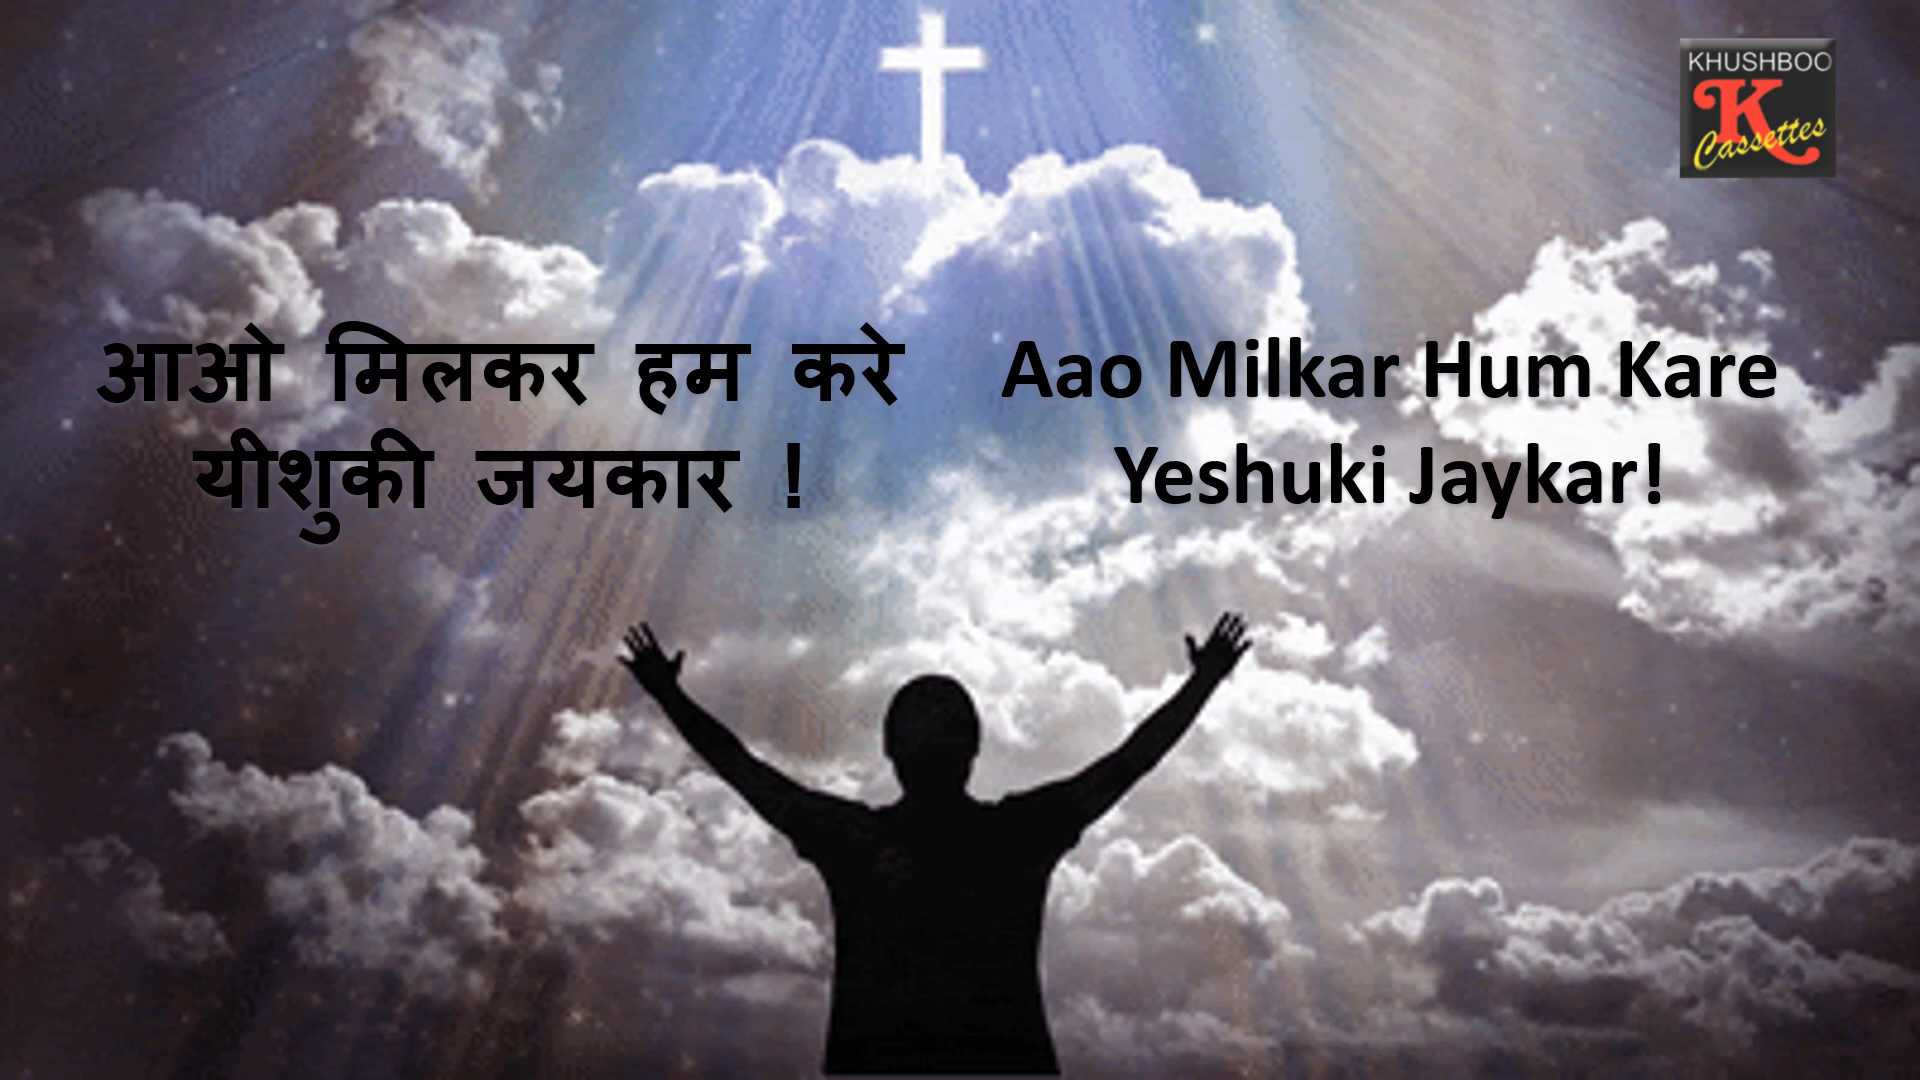 KHUSHBOO
K
Cassettes
आओ मिलकर हम करे
यीशुकी जयकार !
Aao Milkar Hum Kare
Yeshuki Jaykar!